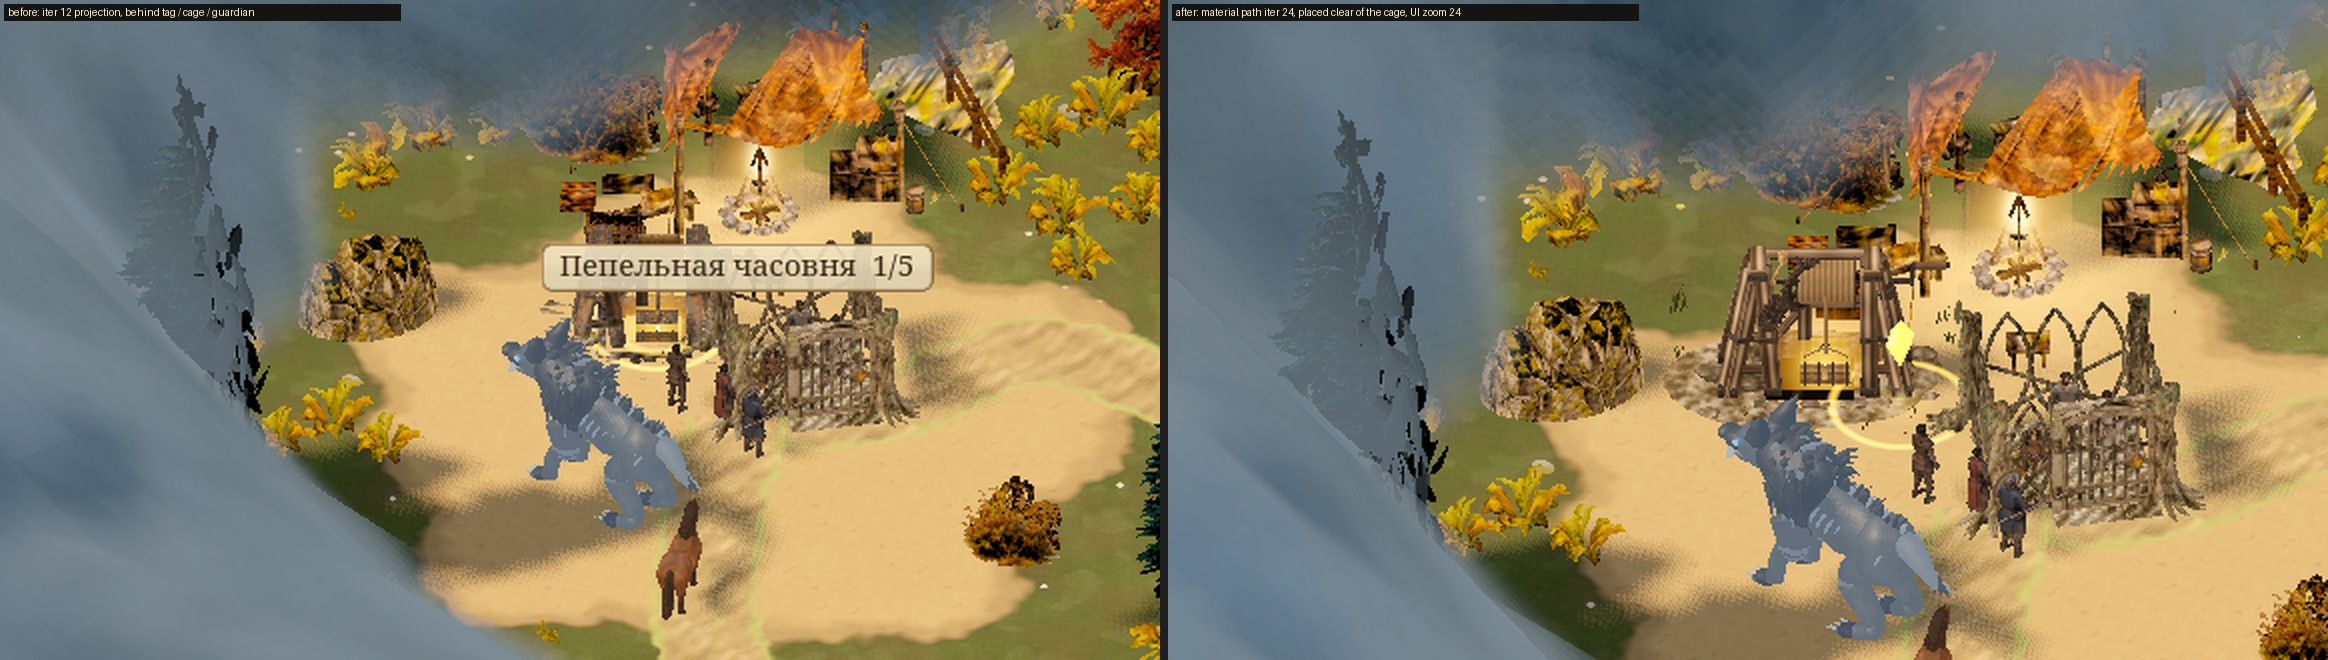 before: iter 12 projection, behind tag / cage / guardian
after: material path iter 24, placed clear of the cage, UI zoom 24
Пепельная часовня 1/5